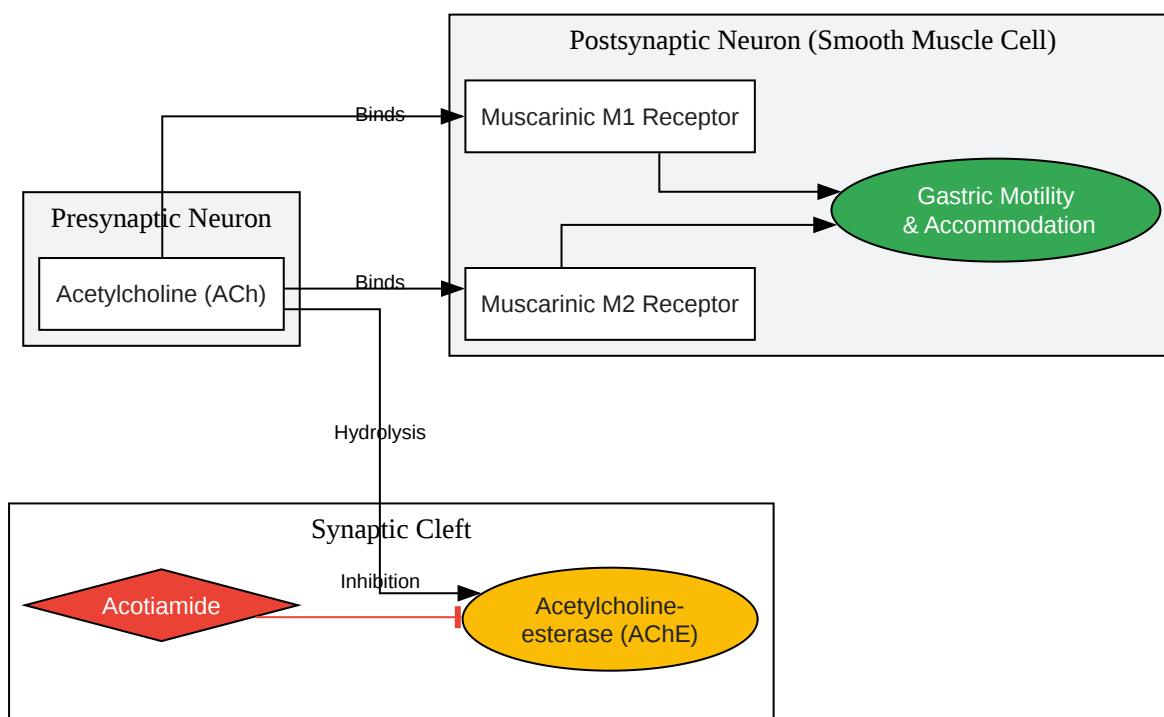 Postsynaptic Neuron (Smooth Muscle Cell)
Binds
Muscarinic M1 Receptor
Gastric Motility
& Accommodation
Presynaptic Neuron
Acetylcholine (ACh)
Binds
Muscarinic M2 Receptor
Hydrolysis
Synaptic Cleft
Inhibition
Acotiamide
Acetylcholine-
esterase (AChE)